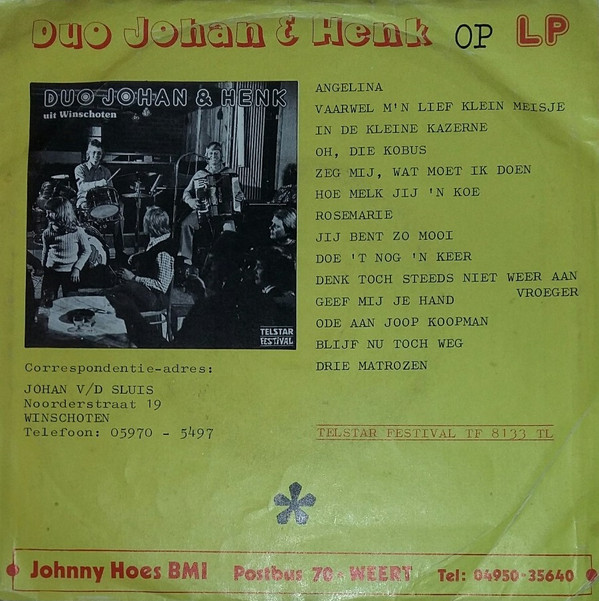 Duo Johan & Henk OP LP
DUO JOHAN & HENK
uit Winschoten
TELSTAR
FESTIVAL
Correspondentie-adres:
JOHAN V/D SLUIS
Noorderstraat 19
WINSCHOTEN
Telefoon: 05970 - 5497
ANGELINA
VAARWEL M'N LIEF KLEIN MEISJE
IN DE KLEINE KAZERNE
OH, DIE KOBUS
ZEG MIJ, WAT MOET IK DOEN
HOE MELK JIJ 'N KOE
ROSEMARIE
JIJ BENT ZO MOOI
DOE 'T NOG 'N KEER
DENK TOCH STEEDS NIET WEER AAN
VROEGER
GEEF MIJ JE HAND
ODE AAN JOOP KOOPMAN
BLIJF NU TOCH WEG
DRIE MATROZEN
TELSTAR FESTIVAL TF 8133 TL
Johnny Hoes BMI Postbus 70 - WEERT Tel: 04950-35640